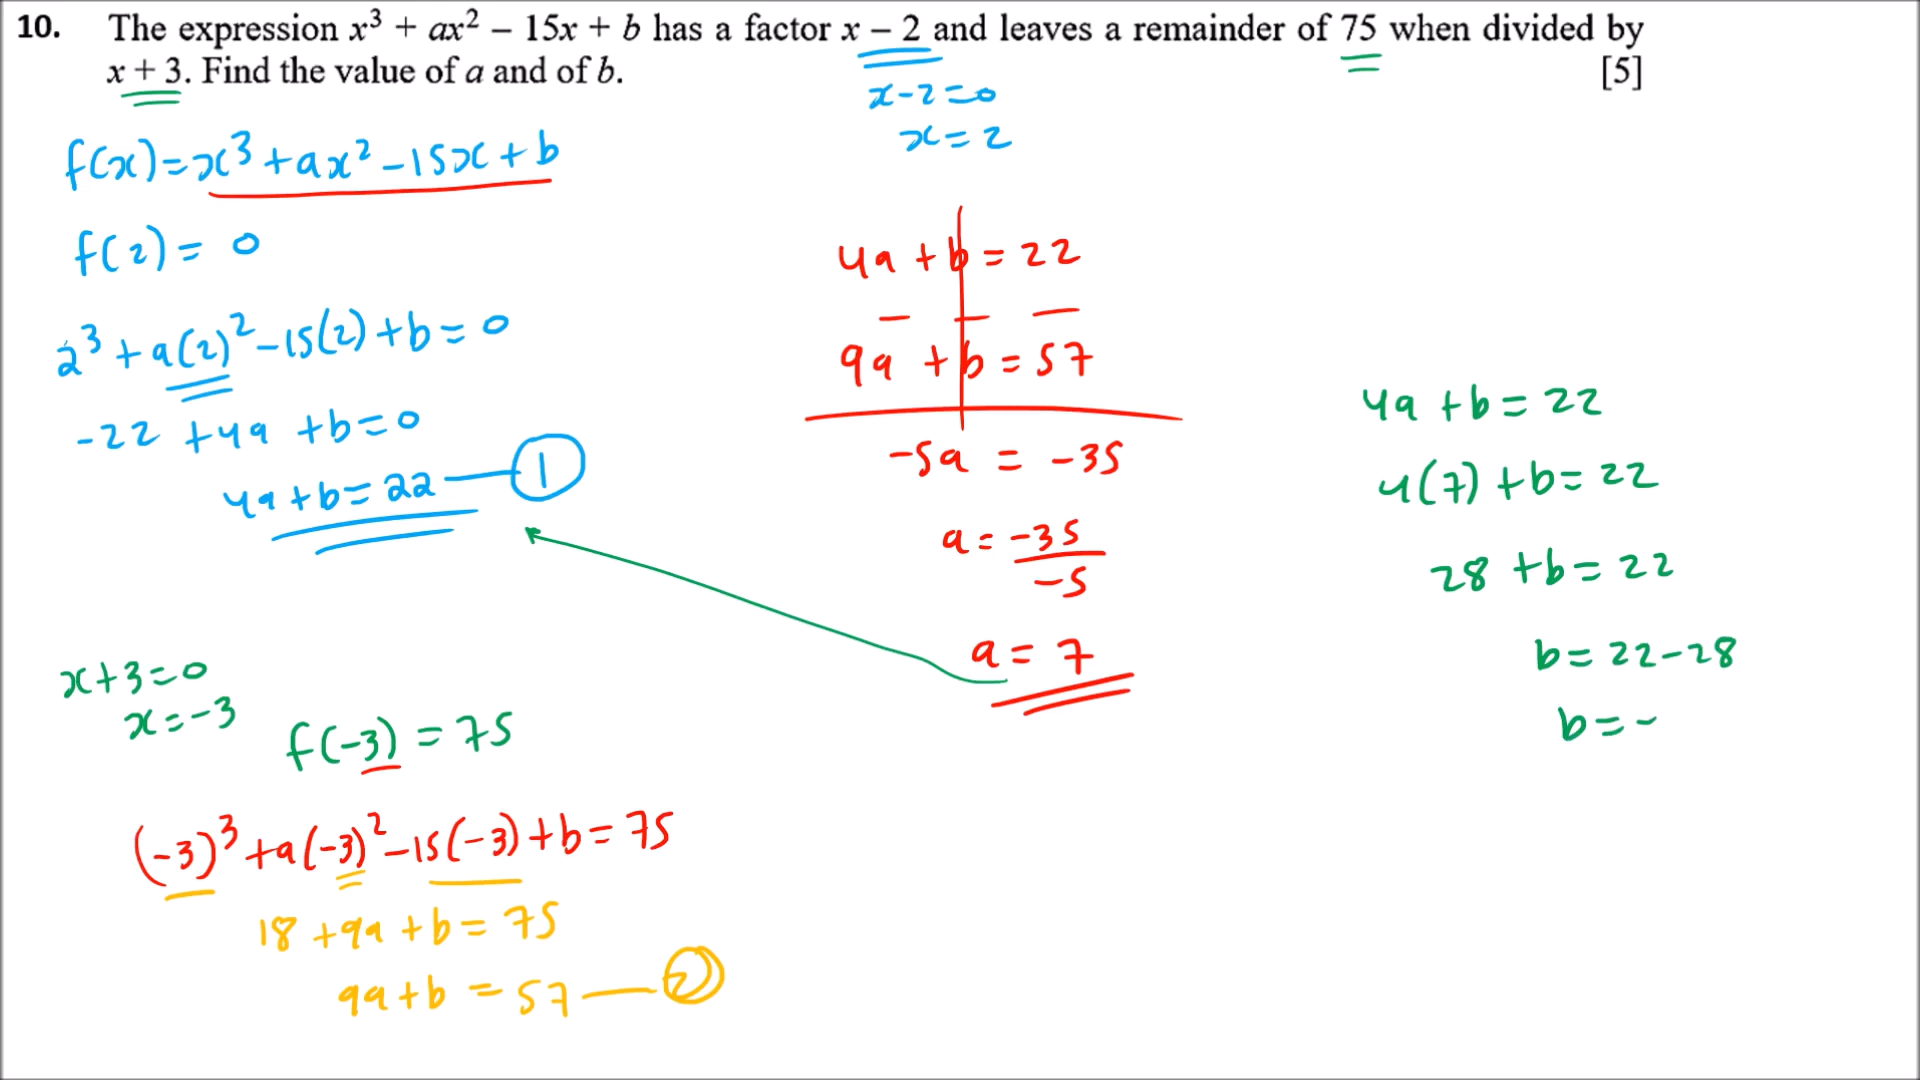 10. The expression x³ + ax² – 15x + b has a factor x – 2 and leaves a remainder of 75 when divided by
x + 3. Find the value of a and of b. [5]
x-2=0
x=2
f(x)=x³+ax²-15x+b
f(2)=0
2³+a(2)²-15(2)+b=0
-22+4a+b=0
4a+b=22 — ①
x+3=0
x=-3
f(-3)=75
(-3)³+a(-3)²-15(-3)+b=75
18+9a+b=75
9a+b=57 — ②
4a+b=22
– – –
9a+b=57
-5a=-35
a=-35/-5
a=7
4a+b=22
4(7)+b=22
28+b=22
b=22-28
b=-